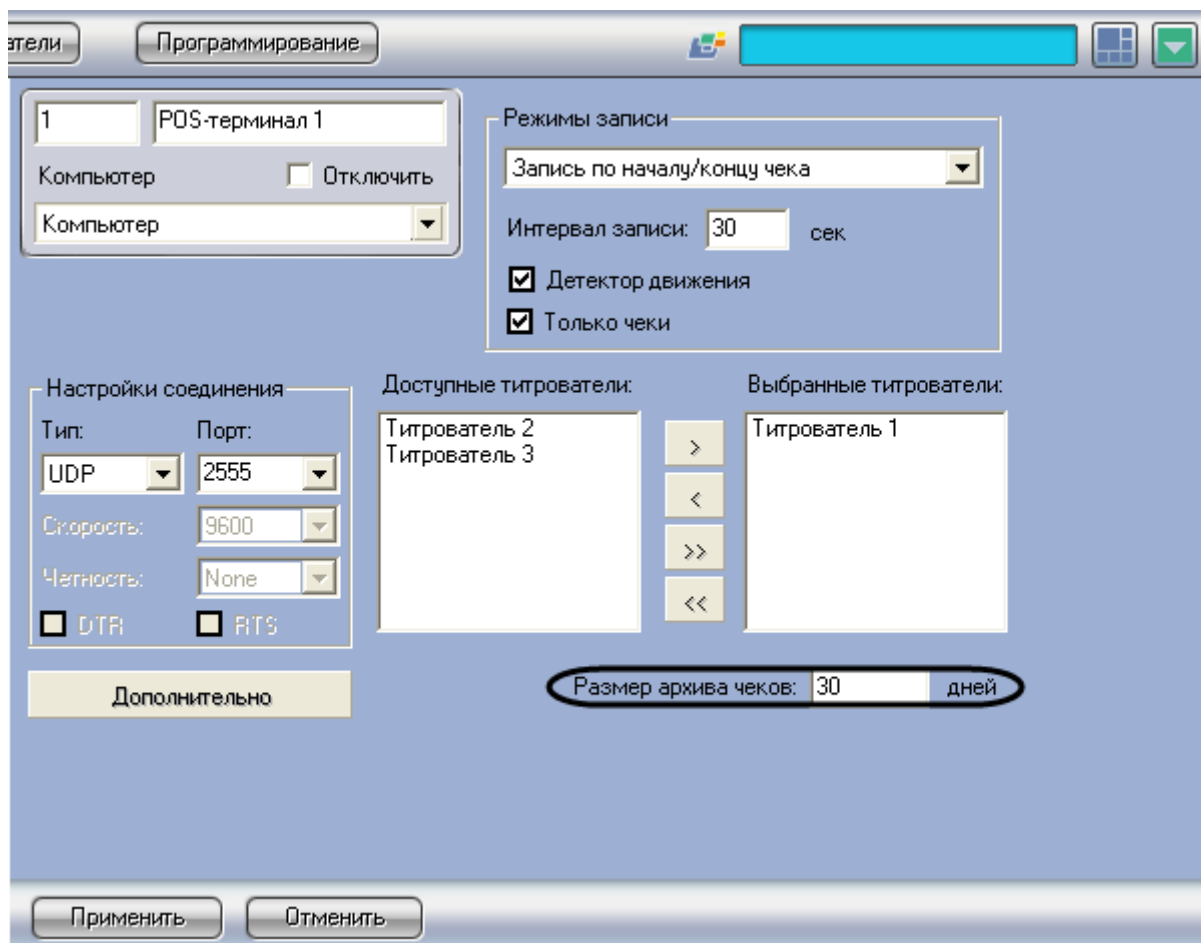 атели
Программирование
1
POS-терминал 1
Компьютер
Отключить
Компьютер
Режимы записи
Запись по началу/концу чека
Интервал записи: 30 сек
Детектор движения
Только чеки
Настройки соединения
Тип:
Порт:
UDP
2555
Скорость:
9600
Четность:
None
DTR
RTS
Дополнительно
Доступные титрователи:
Титрователь 2
Титрователь 3
>
<
>>
<<
Выбранные титрователи:
Титрователь 1
Размер архива чеков: 30 дней
Применить
Отменить